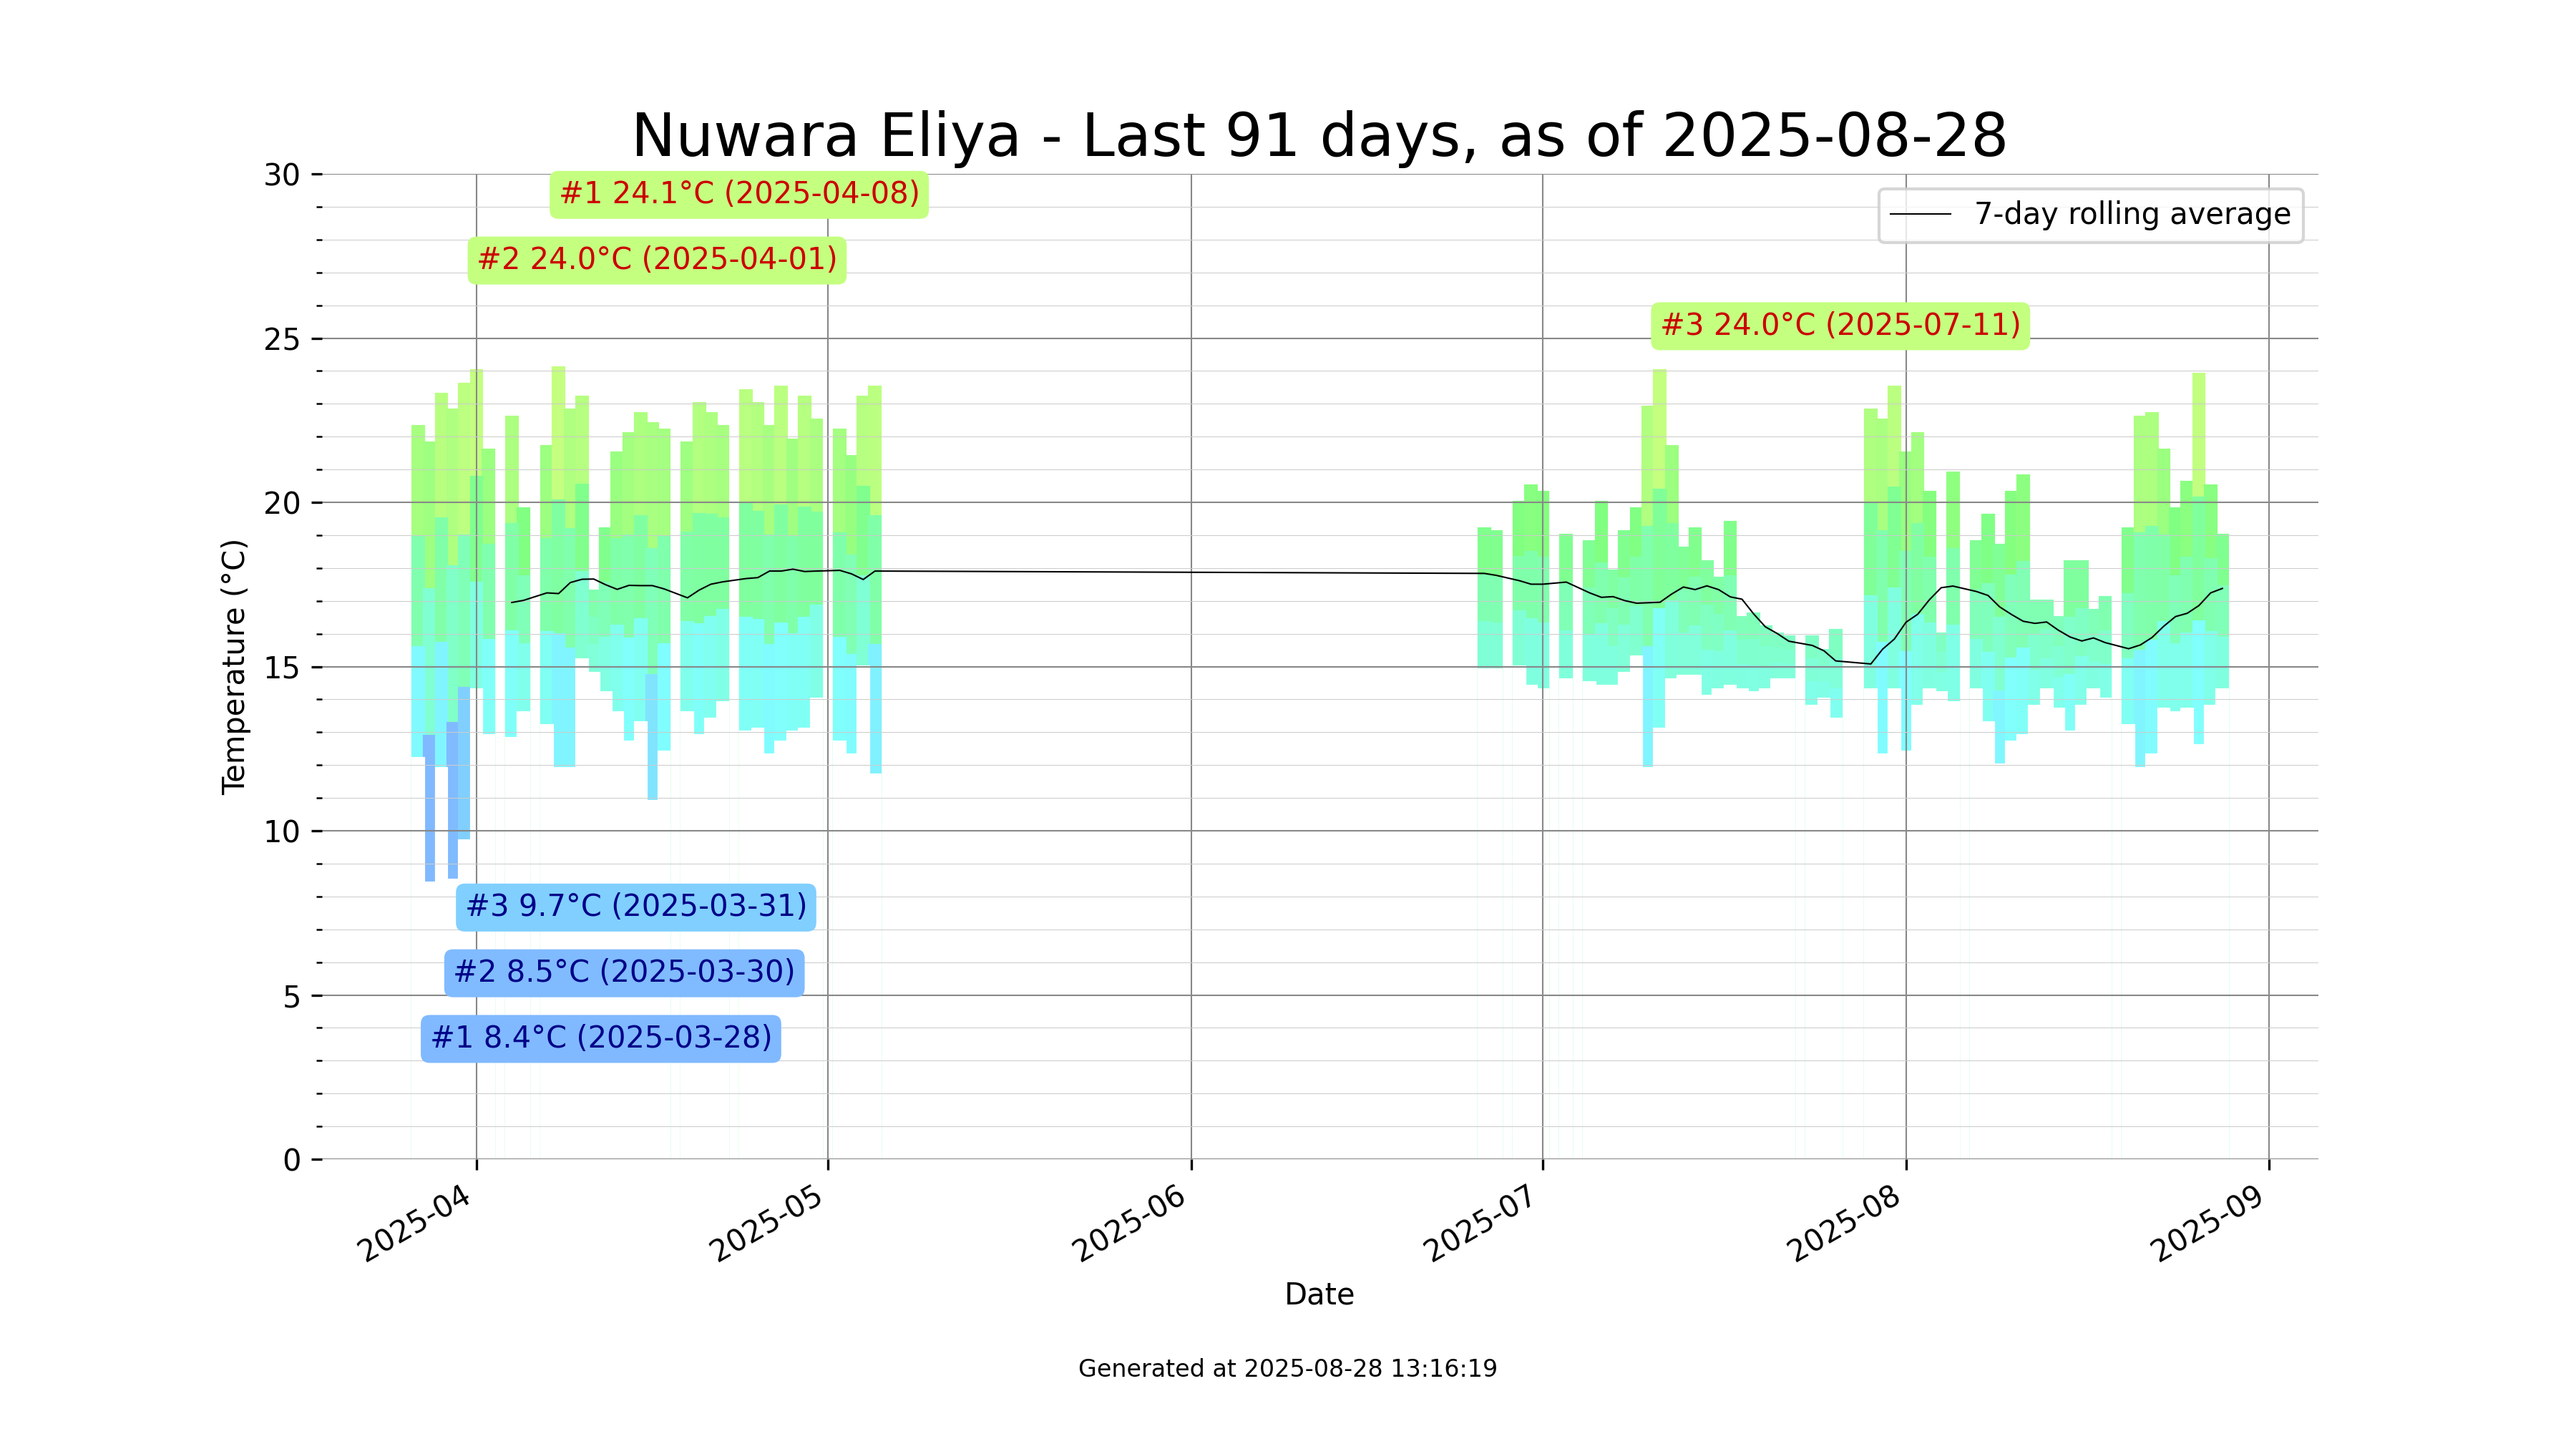 Nuwara Eliya - Last 91 days, as of 2025-08-28
30
25
20
15
10
5
0
Temperature (°C)
#1 24.1°C (2025-04-08)
#2 24.0°C (2025-04-01)
#3 24.0°C (2025-07-11)
7-day rolling average
#3 9.7°C (2025-03-31)
#2 8.5°C (2025-03-30)
#1 8.4°C (2025-03-28)
2025-04
2025-05
2025-06
2025-07
2025-08
2025-09
Date
Generated at 2025-08-28 13:16:19